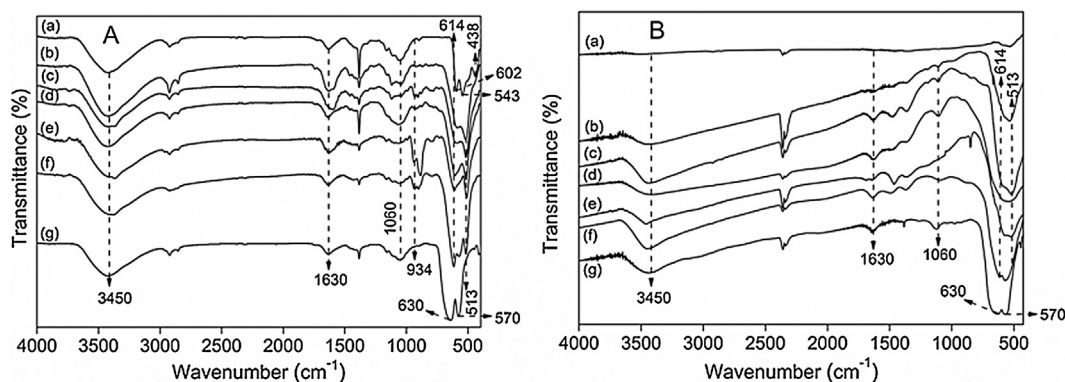 A
(a)
(b)
(c)
(d)
(e)
(f)
(g)
614
438
602
543
1060
934
1630
3450
513
630
570
Transmittance (%)
4000 3500 3000 2500 2000 1500 1000 500
Wavenumber (cm⁻¹)
B
(a)
(b)
(c)
(d)
(e)
(f)
(g)
614
513
1630
1060
3450
630
570
Transmittance (%)
4000 3500 3000 2500 2000 1500 1000 500
Wavenumber (cm⁻¹)